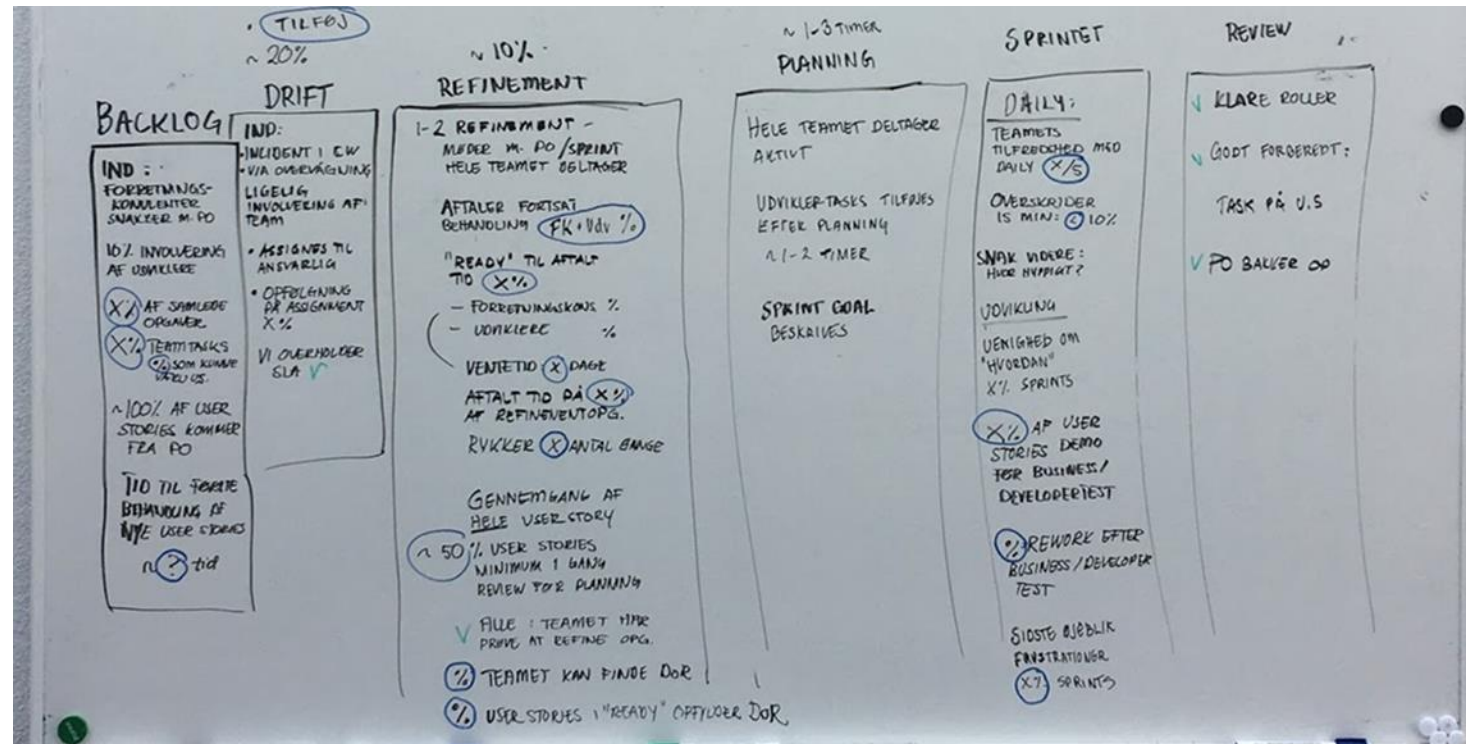 • TILFØJ
~ 20%
DRIFT
~ 10%.
REFINEMENT
~ 1-3 TIMER
PLANNING
SPRINTET
REVIEW
BACKLOG
IND:
FORRETNINGS-
KONSULENTER
SNAKKER M. PO
10% INVOLVERING
AF UDVIKLERE
X% AF SAMLEDE
OPGAVER
X% TEAMTASKS
% SOM KUNNE
VÆRE US.
~100% AF USER
STORIES KOMMER
FRA PO
TID TIL FØRSTE
BEHANDLING AF
NYE USER STORIES
~ ? tid
IND:
• INCIDENT I CW
• VIA OVERVÅGNING
LIGELIG
INVOLVERING AF
TEAM
• ASSIGNES TIL
ANSVARLIG
• OPFØLGNING
PÅ ASSIGNMENT
X %
VI OVERHOLDER
SLA V
1-2 REFINEMENT -
MØDER M. PO/SPRINT
HELE TEAMET DELTAGER
AFTALER FORTSAT
BEHANDLING FK + Udv %
"READY" TIL AFTALT
TID X%
- FORRETNINGSKONS %
- UDVIKLERE %
VENTETID X DAGE
AFTALT TID PÅ X%
AF REFINEMENTOPG.
RYKKER X ANTAL GANGE
GENNEMGANG AF
HELE USER STORY
~ 50 % USER STORIES
MINIMUM 1 GANG
REVIEW FØR PLANNING
V ALLE I TEAMET HAR
PRØVE AT REFINE OPG.
% TEAMET KAN FINDE DOR
% USER STORIES I "READY" OPFYLDER DOR
HELE TEAMET DELTAGER
AKTIVT
UDVIKLER-TASKS TILFØJES
EFTER PLANNING
~ 1-2 TIMER
SPRINT GOAL
BESKRIVES
DAILY:
TEAMETS
TILFREDSHED MED
DAILY X/5
OVERSKRIDER
15 MIN: < 10%
SNAK VIDERE:
HVOR HYPPIGT?
UDVIKLING
UENIGHED OM
"HVORDAN"
X% SPRINTS
X% AF USER
STORIES DEMO
FOR BUSINESS/
DEVELOPERTEST
% REWORK EFTER
BUSINESS/DEVELOPER
TEST
SIDSTE ØJEBLIK
FRUSTRATIONER
X% SPRINTS
V KLARE ROLLER
V GODT FORBEREDT:
TASK PÅ U.S
V PO BAKKER OP